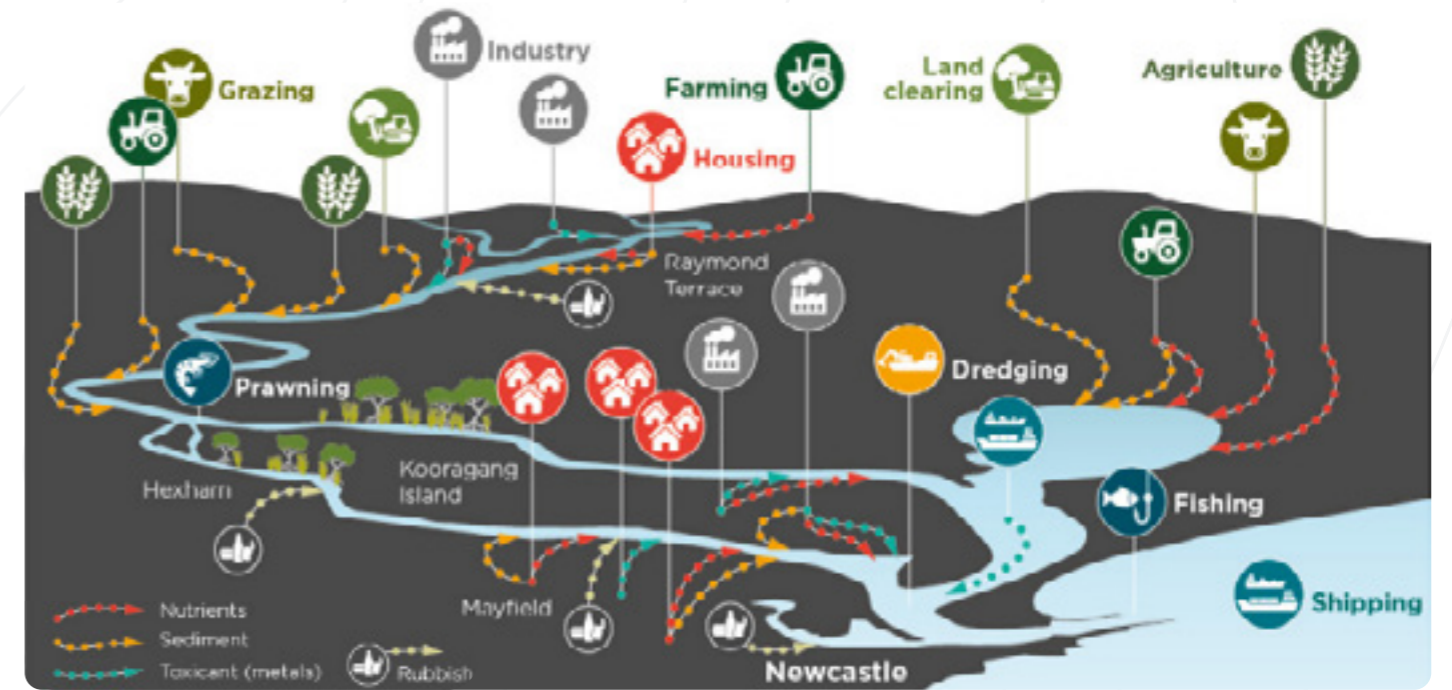 Industry
Grazing
Farming
Land
clearing
Agriculture
Housing
Raymond
Terrace
Prawning
Dredging
Kooragang
Island
Hexham
Fishing
Mayfield
Shipping
Nutrients
Sediment
Toxicant (metals)
Rubbish
Newcastle